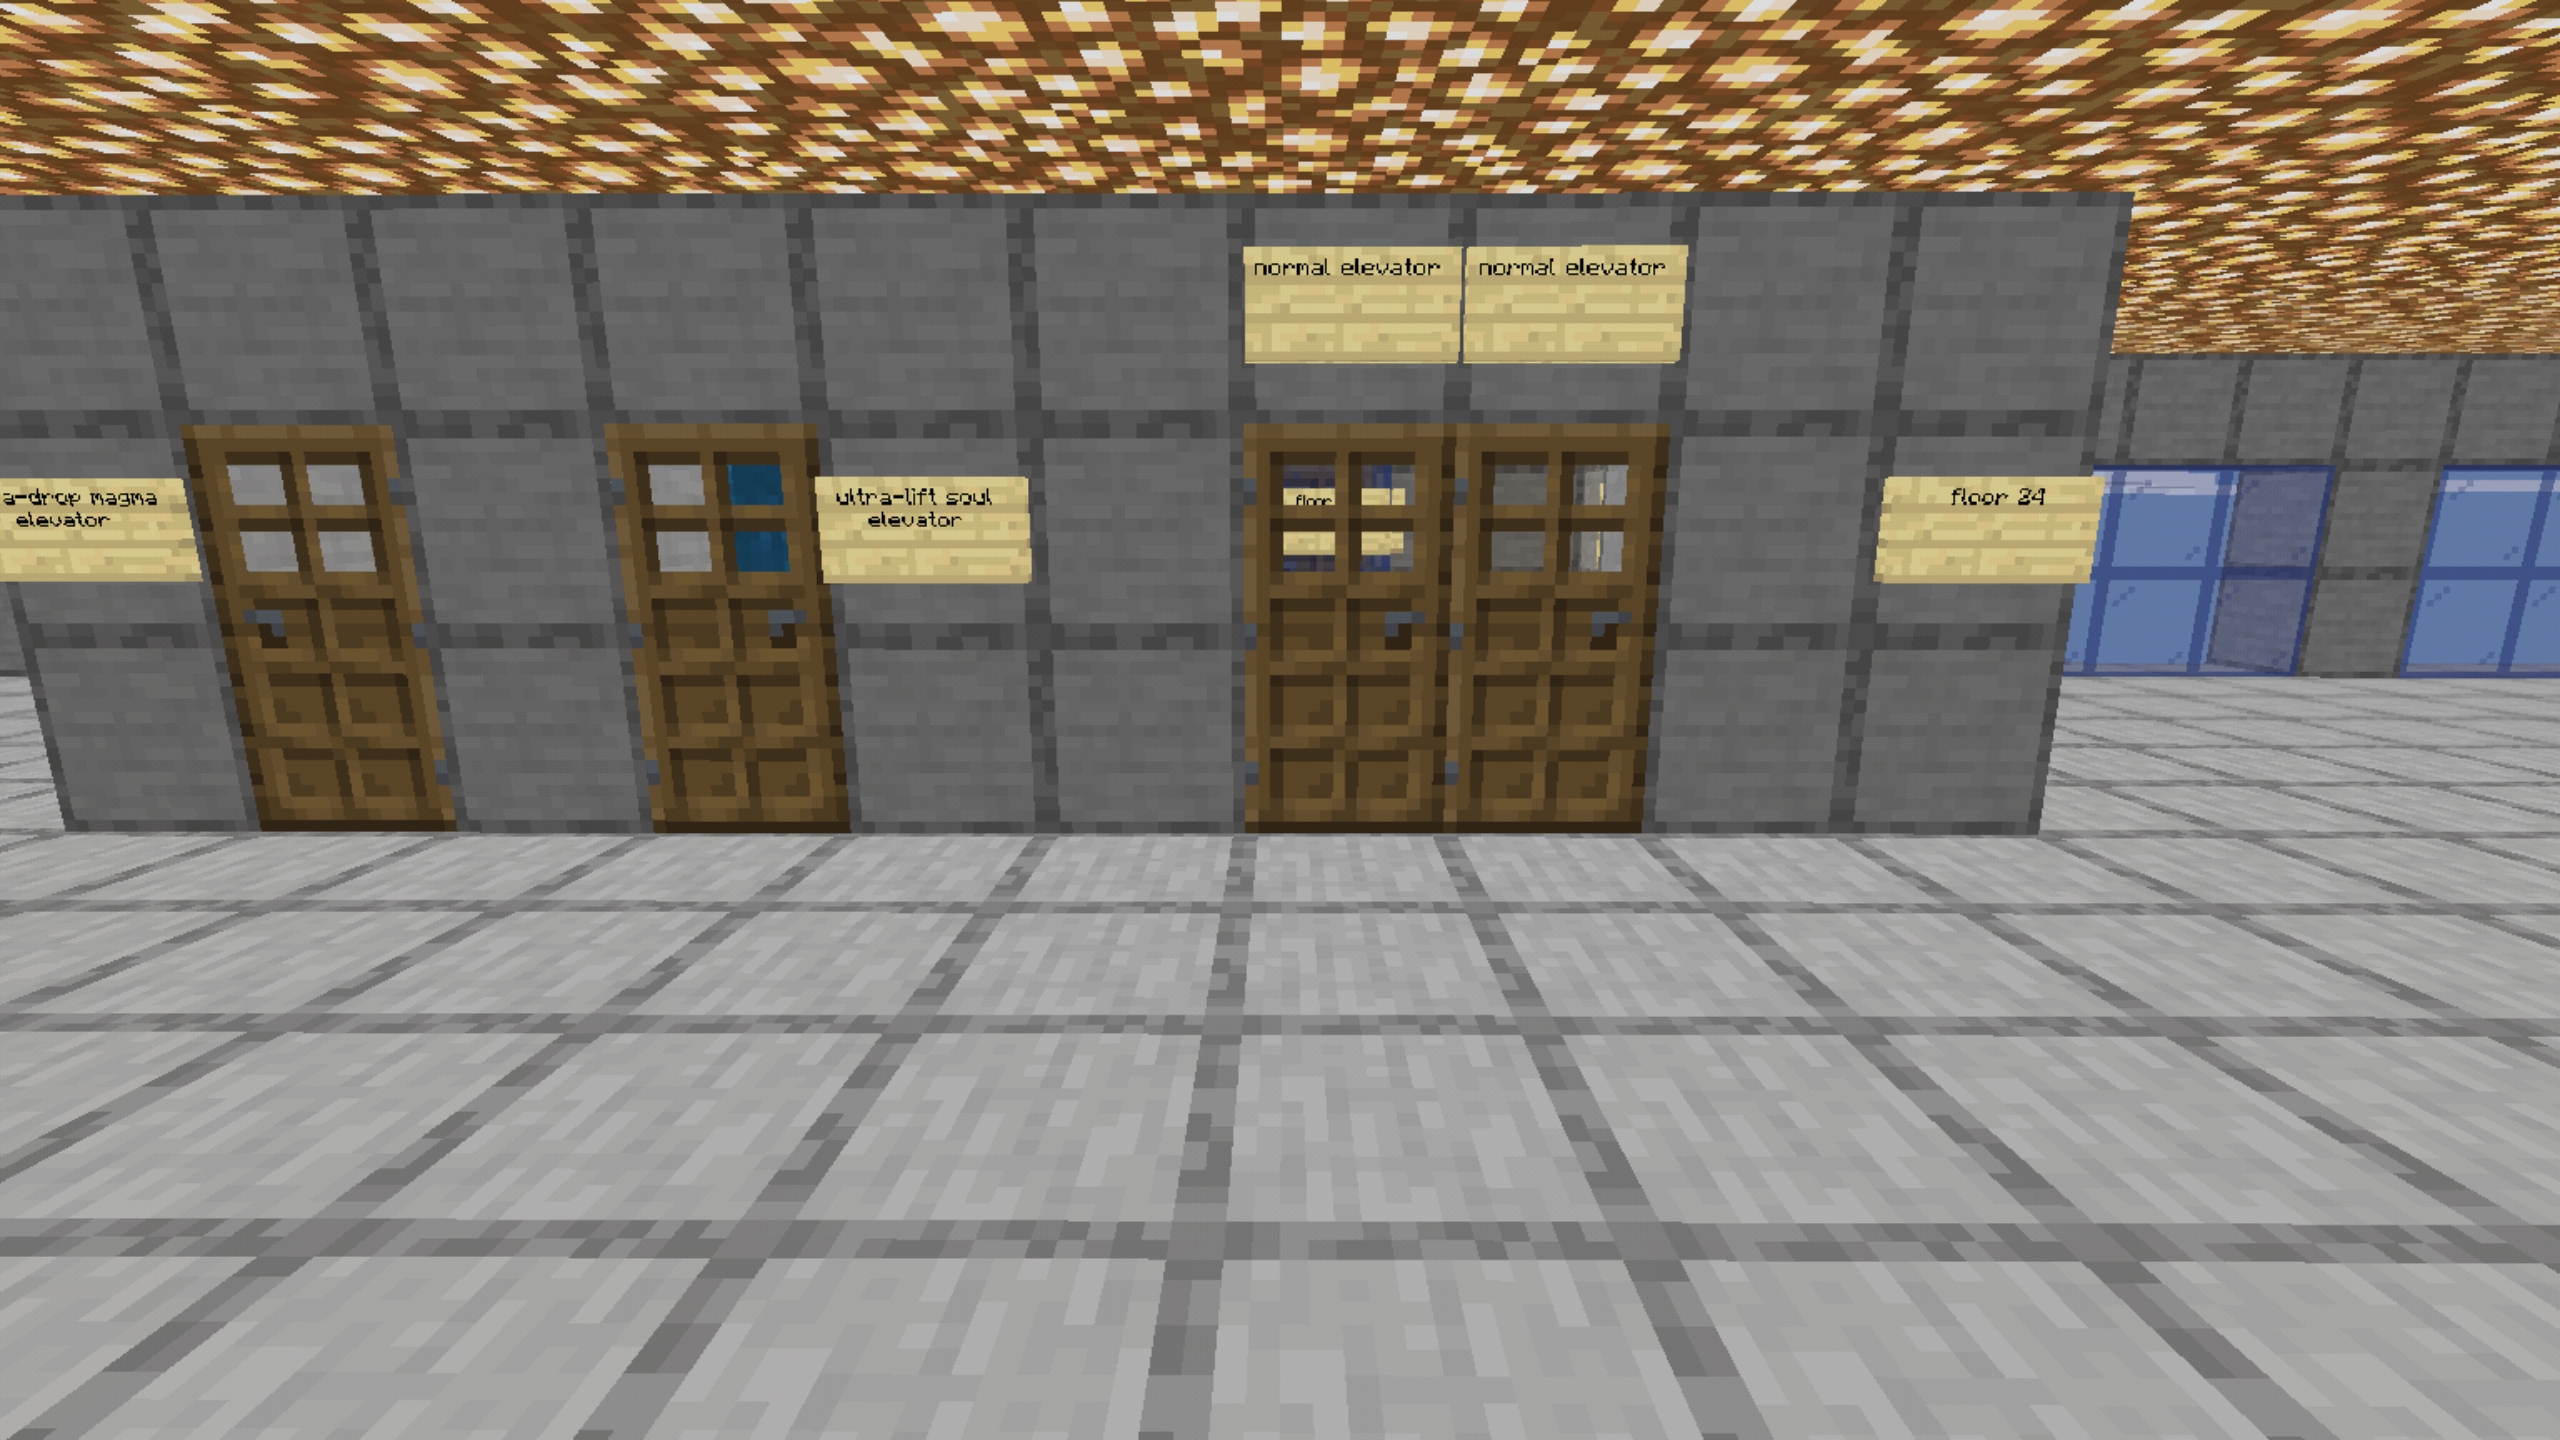 normal elevator
normal elevator
a-drop magma
elevator
ultra-lift soul
elevator
floor
floor 24